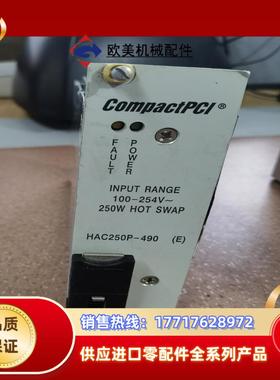 欧美机械配件
CompactPCI®
FAULT
POWER
INPUT RANGE
100-254V~
250W HOT SWAP
HAC250P-490 (E)
品质
保证
销售热线：17717628972
供应进口零配件全系列产品